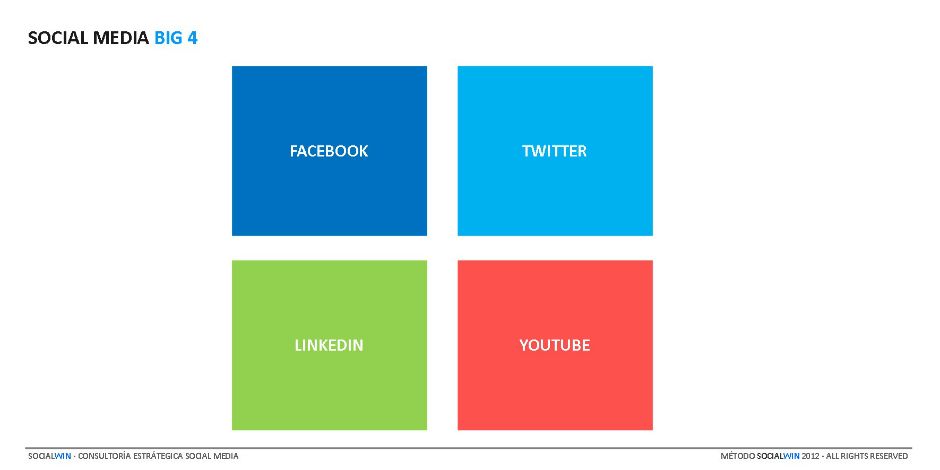 SOCIAL MEDIA BIG 4
FACEBOOK
TWITTER
LINKEDIN
YOUTUBE
SOCIALWIN - CONSULTORÍA ESTRÁTEGICA SOCIAL MEDIA
MÉTODO SOCIALWIN 2012 - ALL RIGHTS RESERVED